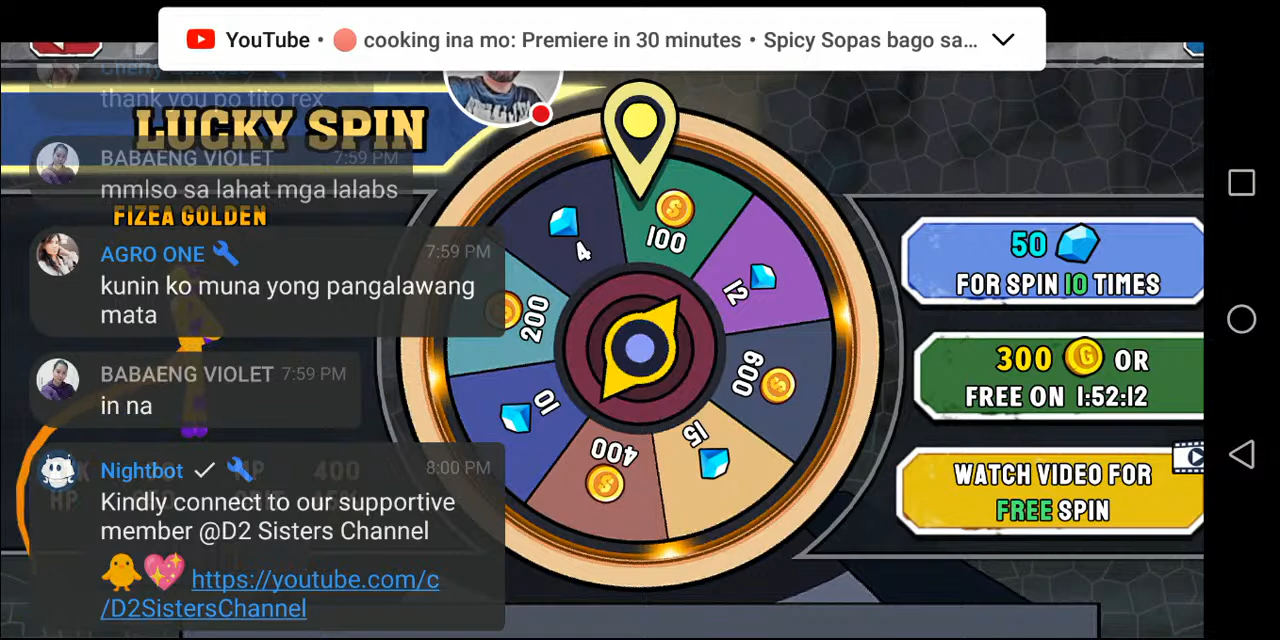 YouTube • 🔴 cooking ina mo: Premiere in 30 minutes • Spicy Sopas bago sa...
thank you po tito rex
LUCKY SPIN
BABAENG VIOLET 7:59 PM
mmlso sa lahat mga lalabs
FIZEA GOLDEN
AGRO ONE 7:59 PM
kunin ko muna yong pangalawang
mata
BABAENG VIOLET 7:59 PM
in na
Nightbot 8:00 PM
Kindly connect to our supportive
member @D2 Sisters Channel
🐥💖 https://youtube.com/c
/D2SistersChannel
HP
400
4
100
12
600
15
400
10
200
50
FOR SPIN 10 TIMES
300 G OR
FREE ON 1:52:12
WATCH VIDEO FOR
FREE SPIN